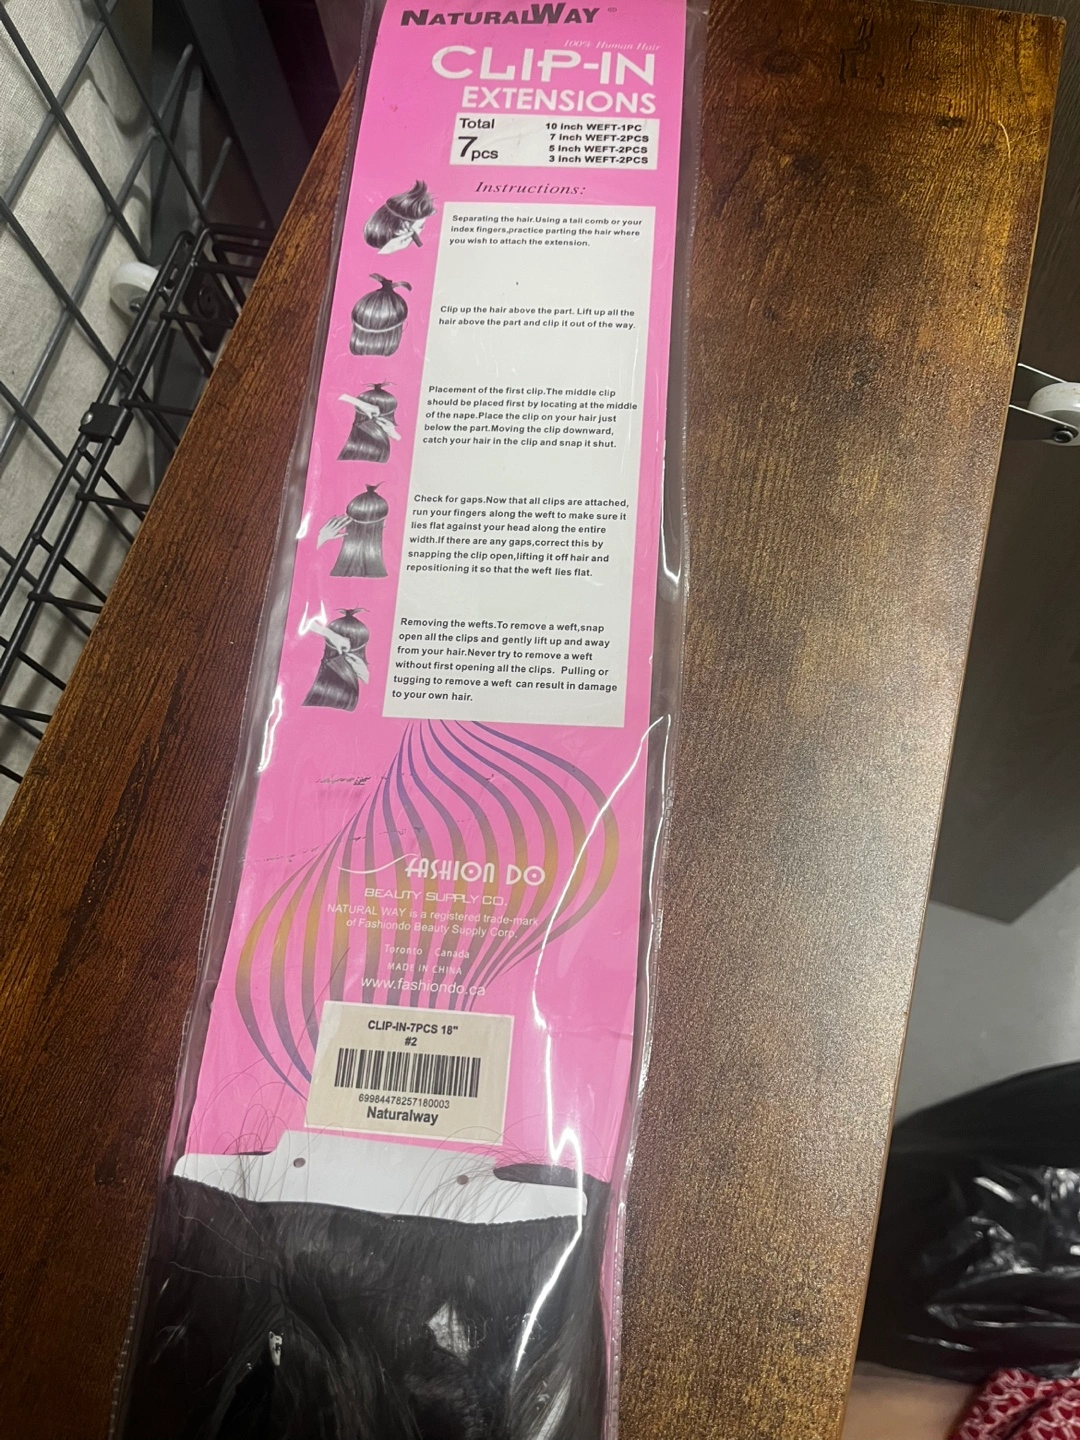 NATURALWAY ®
100% Human Hair
CLIP-IN
EXTENSIONS
Total
7pcs
10 inch WEFT-1PC
7 inch WEFT-2PCS
5 inch WEFT-2PCS
3 inch WEFT-2PCS
Instructions:
Separating the hair.Using a tail comb or your
index fingers,practice parting the hair where
you wish to attach the extension.
Clip up the hair above the part. Lift up all the
hair above the part and clip it out of the way.
Placement of the first clip.The middle clip
should be placed first by locating at the middle
of the nape.Place the clip on your hair just
below the part.Moving the clip downward,
catch your hair in the clip and snap it shut.
Check for gaps.Now that all clips are attached,
run your fingers along the weft to make sure it
lies flat against your head along the entire
width.If there are any gaps,correct this by
snapping the clip open,lifting it off hair and
repositioning it so that the weft lies flat.
Removing the wefts.To remove a weft,snap
open all the clips and gently lift up and away
from your hair.Never try to remove a weft
without first opening all the clips. Pulling or
tugging to remove a weft can result in damage
to your own hair.
FASHION DO
BEAUTY SUPPLY CO.
NATURAL WAY is a registered trade-mark
of Fashiondo Beauty Supply Corp.
Toronto Canada
MADE IN CHINA
www.fashiondo.ca
CLIP-IN-7PCS 18"
#2
69984478257180003
Naturalway